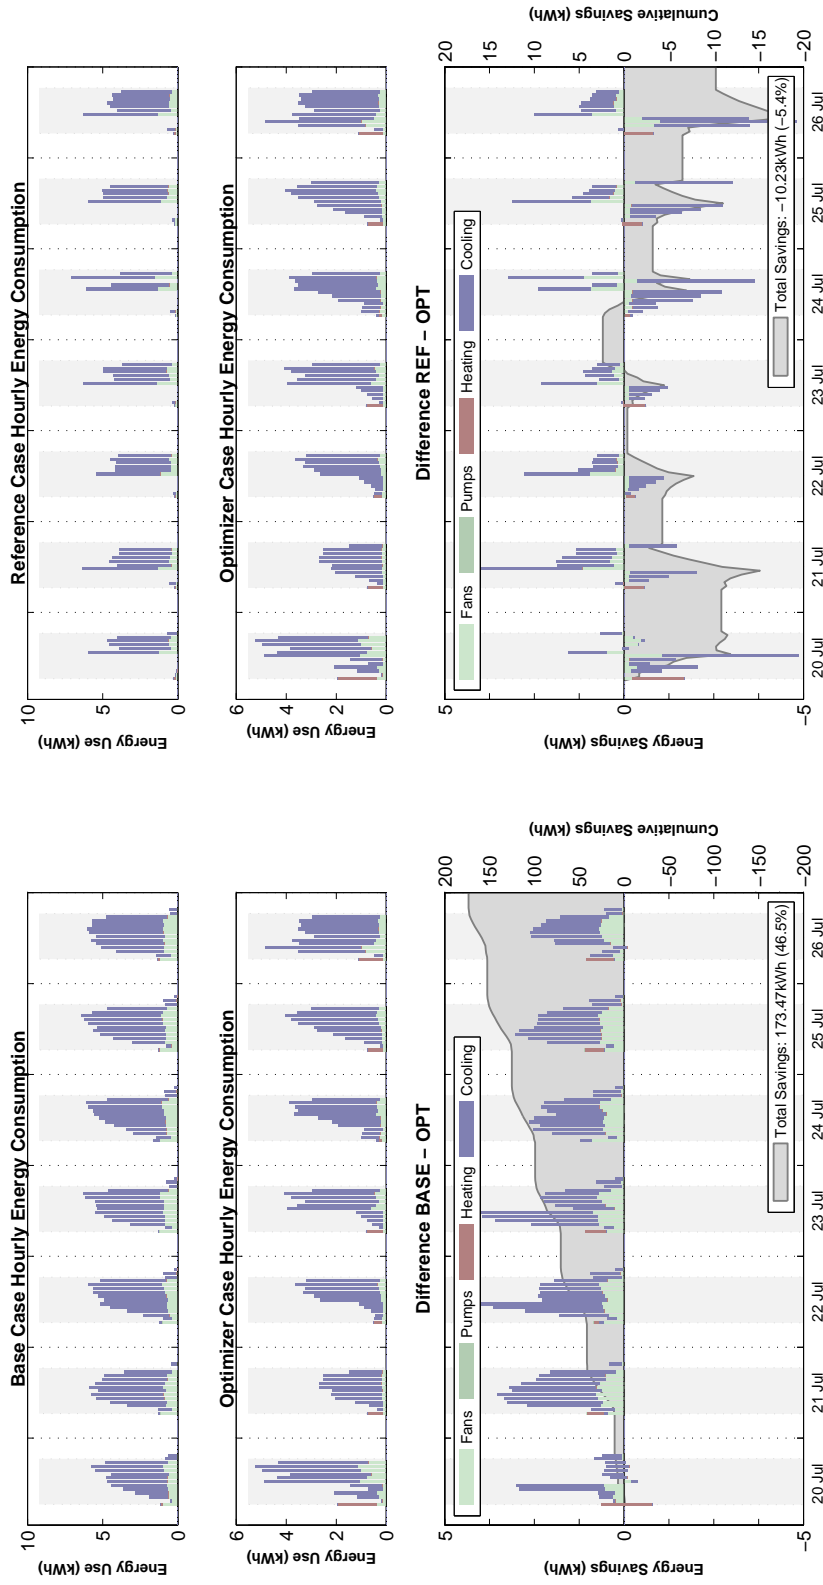 Base Case Hourly Energy Consumption
Energy Use (kWh)
10
5
0
Optimizer Case Hourly Energy Consumption
Energy Use (kWh)
6
4
2
0
Difference BASE − OPT
Fans Pumps Heating Cooling
Energy Savings (kWh)
5
0
−5
Cumulative Savings (kWh)
200
150
100
50
0
−50
−100
−150
−200
Total Savings: 173.47kWh (46.5%)
20 Jul 21 Jul 22 Jul 23 Jul 24 Jul 25 Jul 26 Jul
Reference Case Hourly Energy Consumption
Energy Use (kWh)
10
5
0
Optimizer Case Hourly Energy Consumption
Energy Use (kWh)
6
4
2
0
Difference REF − OPT
Fans Pumps Heating Cooling
Energy Savings (kWh)
5
0
−5
Cumulative Savings (kWh)
20
15
10
5
0
−5
−10
−15
−20
Total Savings: −10.23kWh (−5.4%)
20 Jul 21 Jul 22 Jul 23 Jul 24 Jul 25 Jul 26 Jul